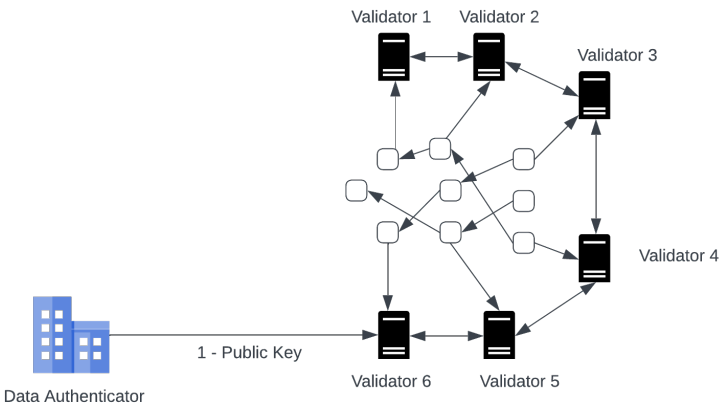 Validator 1
Validator 2
Validator 3
Validator 4
1 - Public Key
Validator 6
Validator 5
Data Authenticator